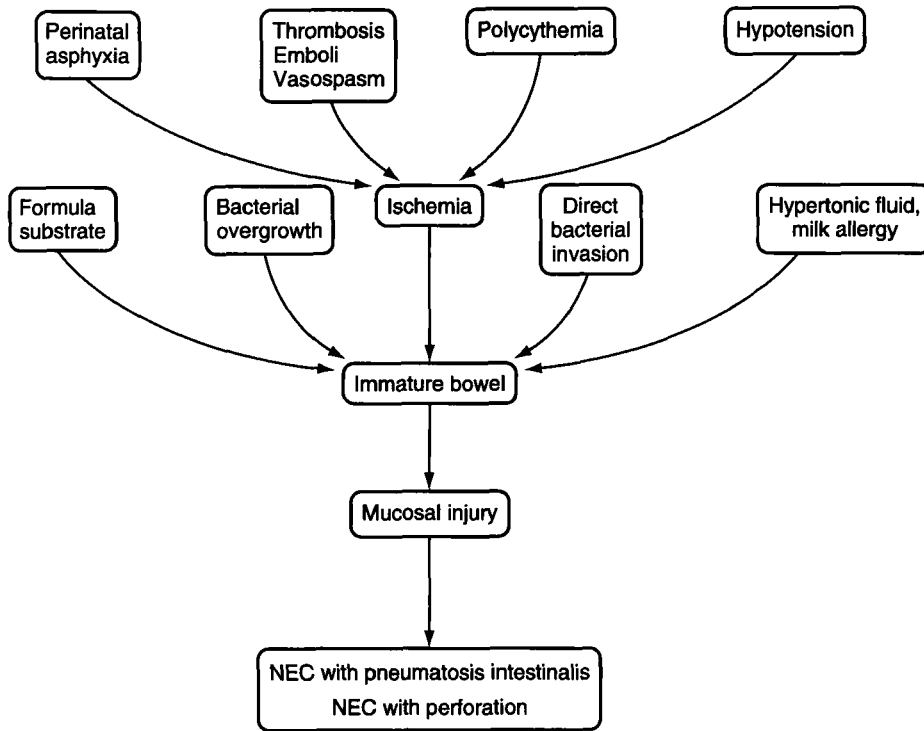 Perinatal
asphyxia
Thrombosis
Emboli
Vasospasm
Polycythemia
Hypotension
Formula
substrate
Bacterial
overgrowth
Ischemia
Direct
bacterial
invasion
Hypertonic fluid,
milk allergy
Immature bowel
Mucosal injury
NEC with pneumatosis intestinalis
NEC with perforation